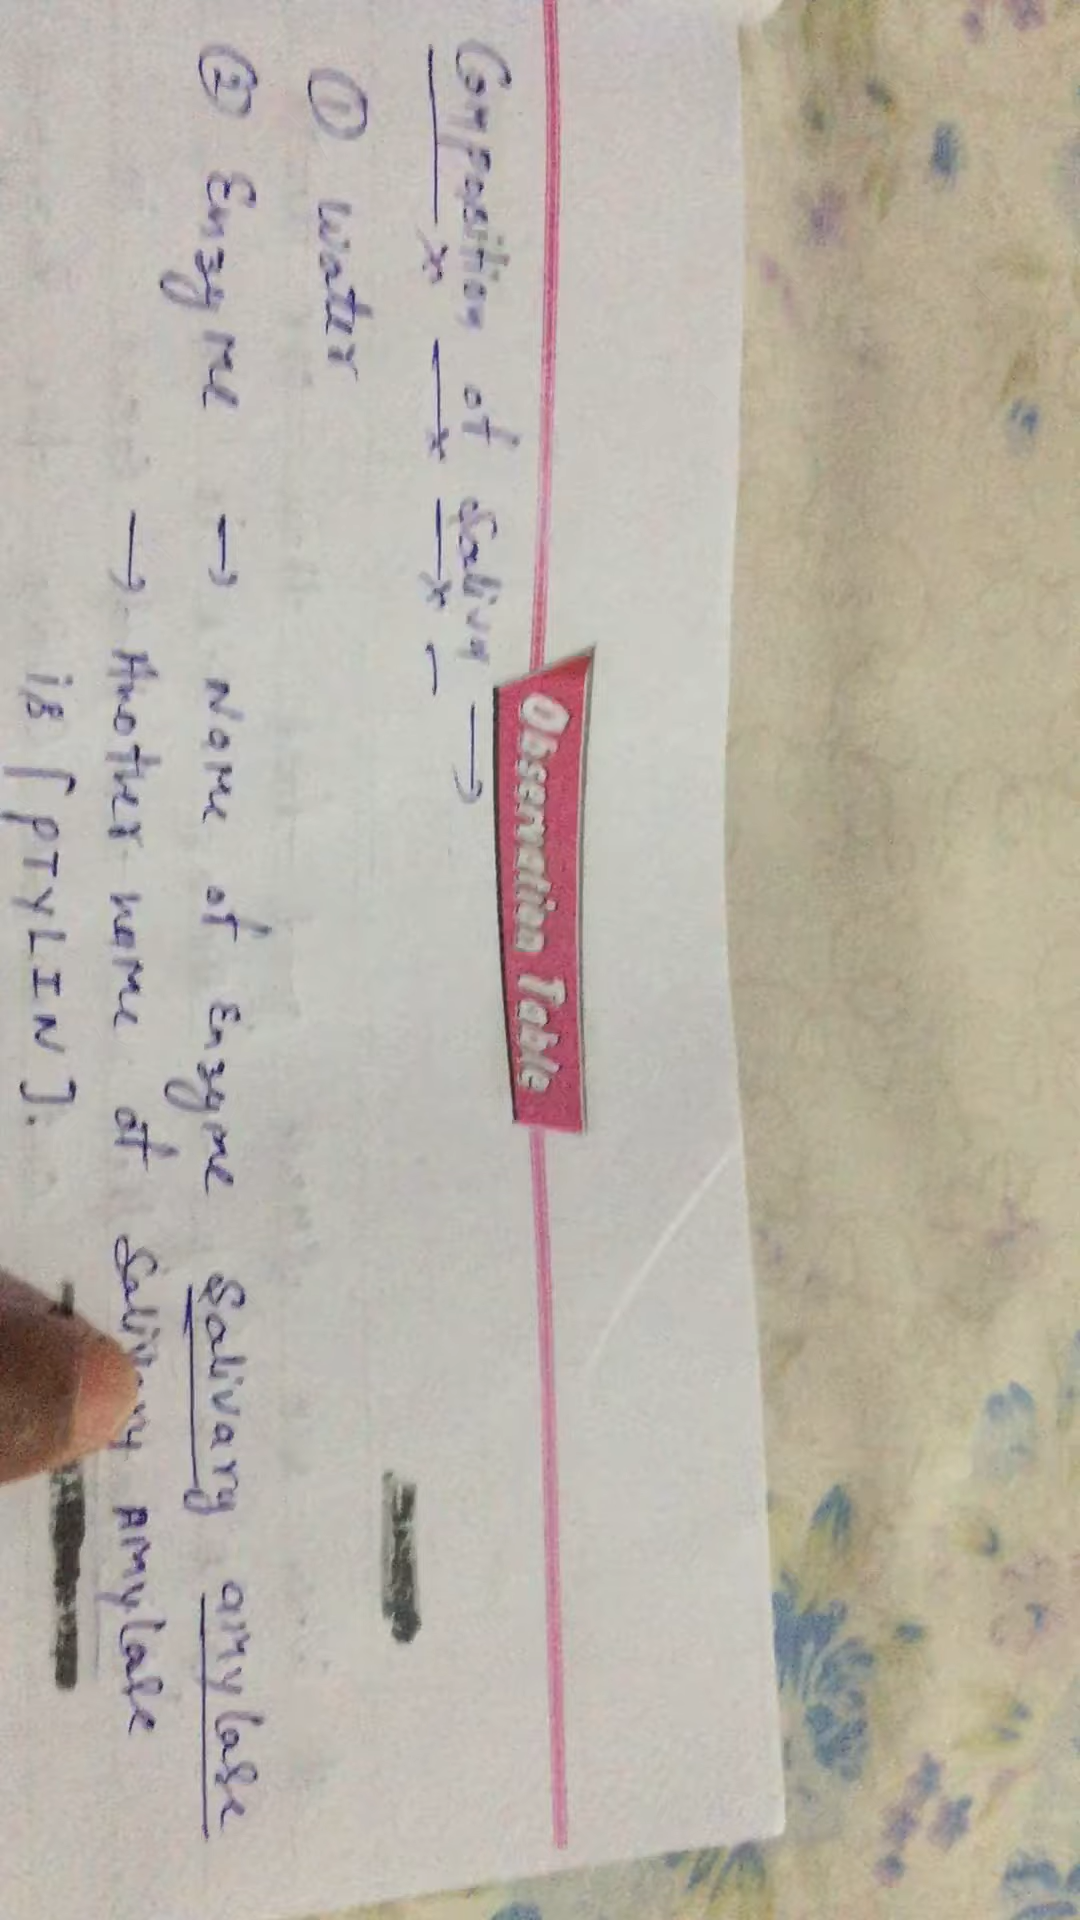 Observation Table
Composition of Saliva →
① Water
② Enzyme → Name of Enzyme Salivary amylase
→ Another name of Salivary Amylase
is [PTYLIN].